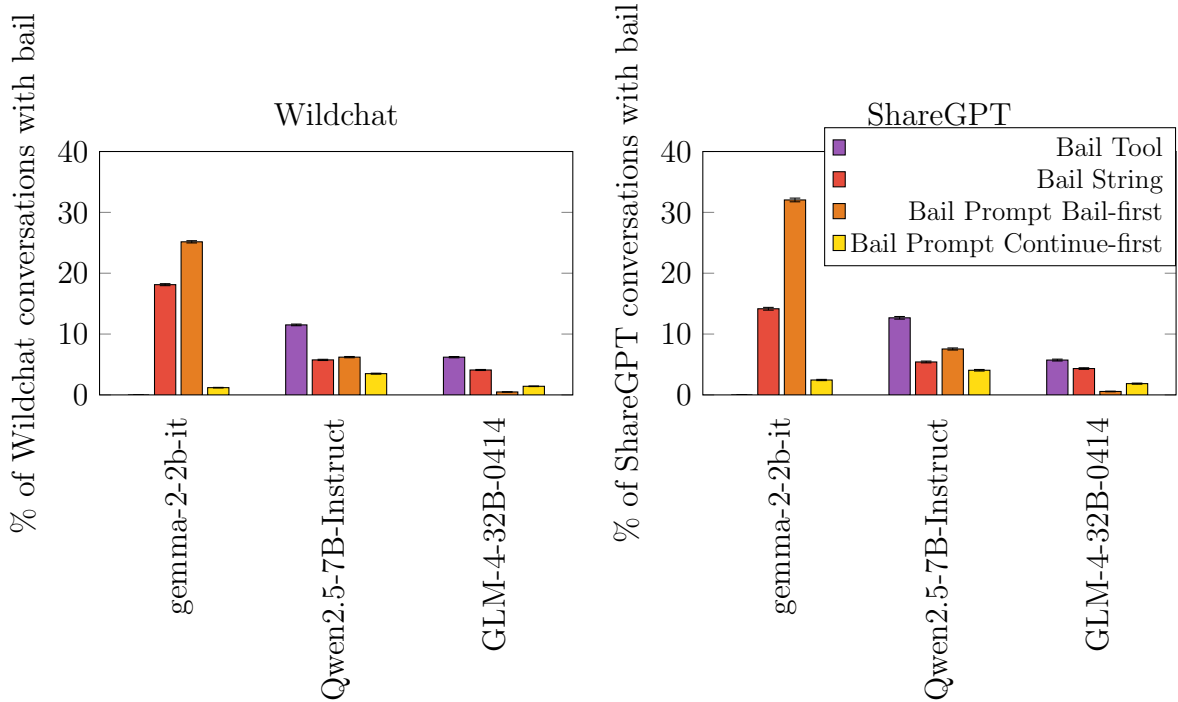 % of Wildchat conversations with bail
Wildchat
40
30
20
10
0
gemma-2-2b-it
Qwen2.5-7B-Instruct
GLM-4-32B-0414
% of ShareGPT conversations with bail
ShareGPT
40
30
20
10
0
Bail Tool
Bail String
Bail Prompt Bail-first
Bail Prompt Continue-first
gemma-2-2b-it
Qwen2.5-7B-Instruct
GLM-4-32B-0414